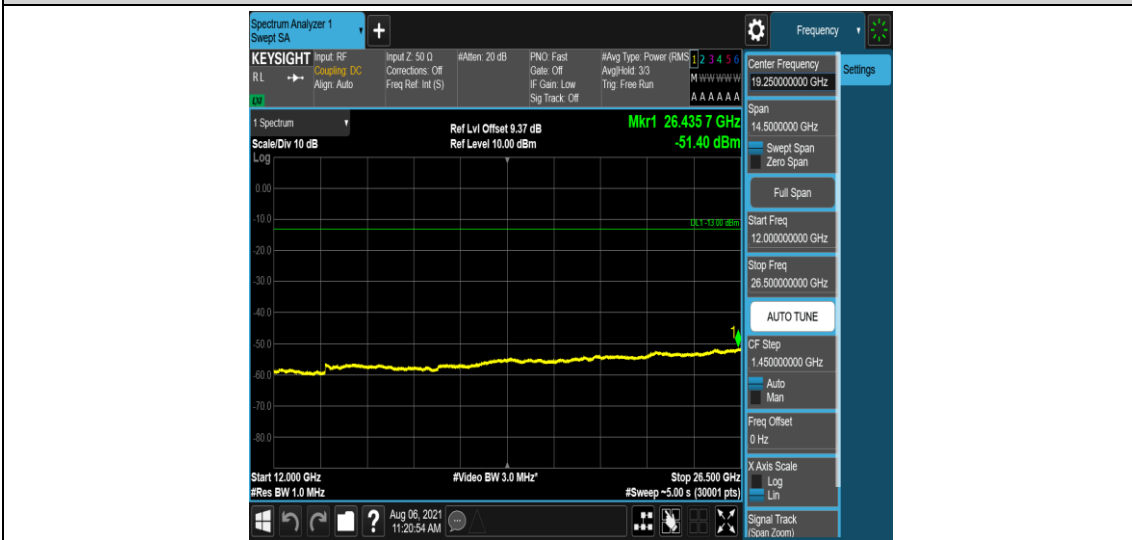 Spectrum Analyzer 1
Swept SA
+
Frequency
KEYSIGHT
RL
LXI
Input: RF
Coupling: DC
Align: Auto
Input Z: 50 Ω
Corrections: Off
Freq Ref: Int (S)
#Atten: 20 dB
PNO: Fast
Gate: Off
IF Gain: Low
Sig Track: Off
#Avg Type: Power (RMS
Avg|Hold: 3/3
Trig: Free Run
1 2 3 4 5 6
M W W W W W
A A A A A A
1 Spectrum
Scale/Div 10 dB
Log
Ref Lvl Offset 9.37 dB
Ref Level 10.00 dBm
Mkr1 26.435 7 GHz
-51.40 dBm
0.00
-10.0
DL1 -13.00 dBm
-20.0
-30.0
-40.0
1
-50.0
-60.0
-70.0
-80.0
Start 12.000 GHz
#Res BW 1.0 MHz
#Video BW 3.0 MHz*
Stop 26.500 GHz
#Sweep ~5.00 s (30001 pts)
?
Aug 06, 2021
11:20:54 AM
Center Frequency
19.250000000 GHz
Settings
Span
14.5000000 GHz
Swept Span
Zero Span
Full Span
Start Freq
12.000000000 GHz
Stop Freq
26.500000000 GHz
AUTO TUNE
CF Step
1.450000000 GHz
Auto
Man
Freq Offset
0 Hz
X Axis Scale
Log
Lin
Signal Track
(Span Zoom)